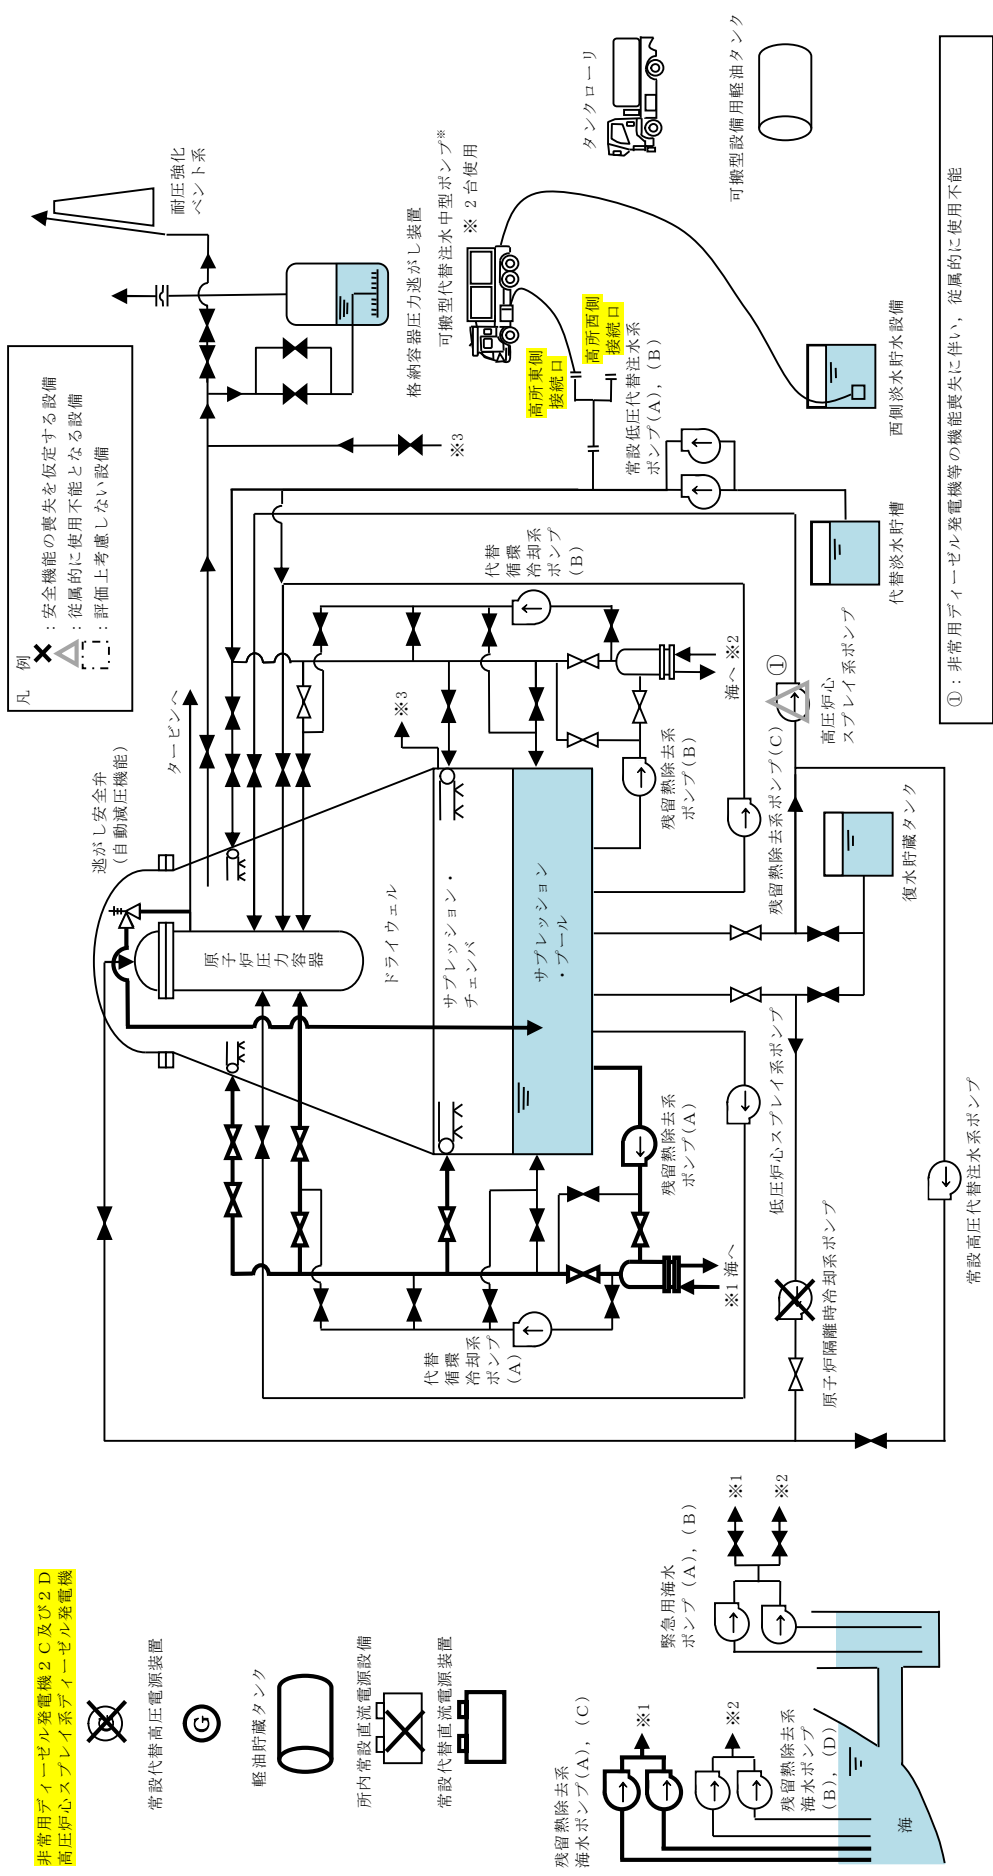 凡　例
：安全機能の喪失を仮定する設備
：従属的に使用不能となる設備
：評価上考慮しない設備
耐圧強化
ベント系
格納容器圧力逃がし装置
可搬型代替注水中型ポンプ※
※２台使用
タンクローリ
可搬型設備用軽油タンク
高所東側
接続口
高所西側
接続口
常設低圧代替注水系
ポンプ(A)，(B)
西側淡水貯水設備
代替淡水貯槽
※3
タービンへ
逃がし安全弁
(自動減圧機能)
原子炉圧力容器
ドライウェル
サプレッション・
チェンバ
サプレッション
・プール
※3
代替
循環
冷却系
ポンプ
(B)
海へ
※2
残留熱除去系
ポンプ(B)
残留熱除去系ポンプ(C)
①
高圧炉心
スプレイ系ポンプ
復水貯蔵タンク
①：非常用ディーゼル発電機等の機能喪失に伴い，従属的に使用不能
残留熱除去系
ポンプ(A)
低圧炉心スプレイ系ポンプ
※1
海へ
代替
循環
冷却系
ポンプ
(A)
原子炉隔離時冷却系ポンプ
常設高圧代替注水系ポンプ
非常用ディーゼル発電機２Ｃ及び２Ｄ
高圧炉心スプレイ系ディーゼル発電機
G
常設代替高圧電源装置
G
軽油貯蔵タンク
所内常設直流電源設備
常設代替直流電源装置
緊急用海水
ポンプ(A)，(B)
※1
※2
残留熱除去系
海水ポンプ(A)，(C)
※1
※2
残留熱除去系
海水ポンプ
(B)，(D)
海